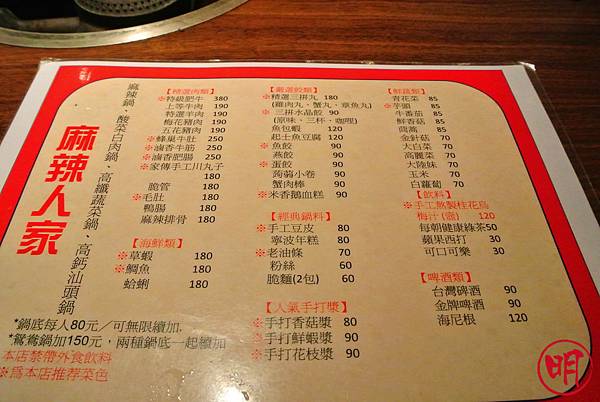 麻辣鍋、酸菜白肉鍋、高纖蔬菜鍋、高鈣汕頭鍋
麻辣人家
【精選肉類】
※特級肥牛 380
上等牛肉 190
特選羊肉 190
梅花豬肉 190
五花豬肉 190
※蜂巢牛肚 250
※滷香牛筋 250
※滷香肥腸 250
※家傳手工川丸子
180
脆管 180
※毛肚 180
鴨腸 180
麻辣排骨 180
【海鮮類】
※草蝦 180
※鯛魚 180
蛤蜊 180
*鍋底每人80元／可無限續加.
*鴛鴦鍋加150元，兩種鍋底一起續加
本店禁帶外食飲料
※為本店推荐菜色
【嚴選餃類】
※精選三拼丸 180
(雞肉丸、蟹丸、章魚丸)
※三拼水晶餃 90
(原味、三杯、咖哩)
魚包蝦 120
起士魚豆腐 120
※魚餃 90
燕餃 90
※蛋餃 90
蒟蒻小卷 90
蟹肉棒 90
※米香鵝血糕 90
【經典鍋料】
※手工豆皮 80
寧波年糕 80
※老油條 70
粉絲 60
脆麵(2包) 60
【人氣手打漿】
※手打香菇漿 80
※手打鮮蝦漿 90
※手打花枝漿 90
【鮮蔬類】
青花菜 85
※芋頭 85
牛番茄 85
鮮香菇 85
茼蒿 85
金針菇 70
大白菜 70
高麗菜 70
大陸妹 70
玉米 70
白蘿蔔 70
【飲料】
※手工熬製桂花烏
梅汁(壺) 120
每朝健康綠茶50
蘋果西打 30
可口可樂 30
【啤酒類】
台灣啤酒 90
金牌啤酒 90
海尼根 120
明